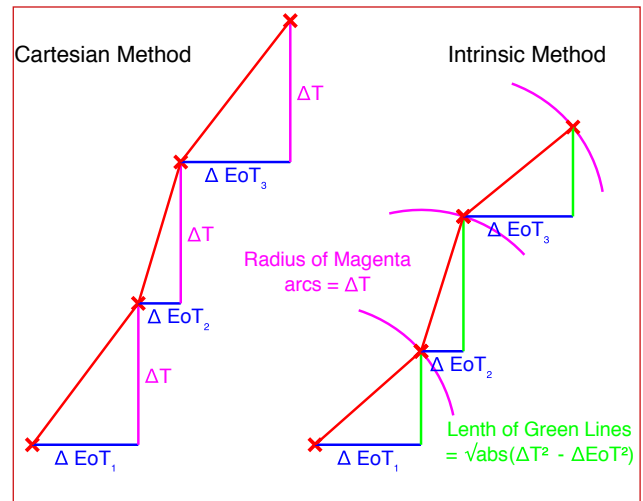 Cartesian Method
ΔT
Δ EoT₃
ΔT
Δ EoT₂
ΔT
Δ EoT₁
Intrinsic Method
Δ EoT₃
Radius of Magenta
arcs = ΔT
Δ EoT₂
Lenth of Green Lines
= √abs(ΔT² - ΔEoT²)
Δ EoT₁